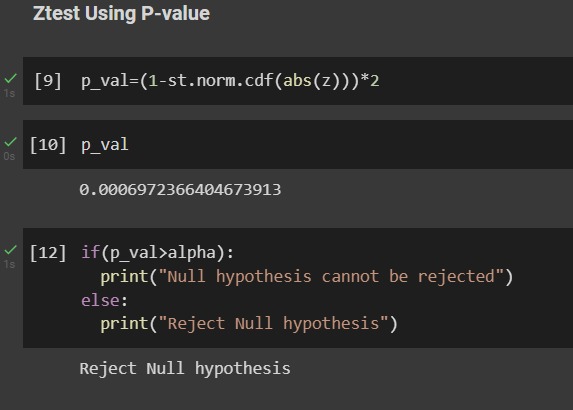 Ztest Using P-value
[9] p_val=(1-st.norm.cdf(abs(z)))*2
1s
[10] p_val
0s
0.0006972366404673913
[12] if(p_val>alpha):
1s
print("Null hypothesis cannot be rejected")
else:
print("Reject Null hypothesis")
Reject Null hypothesis